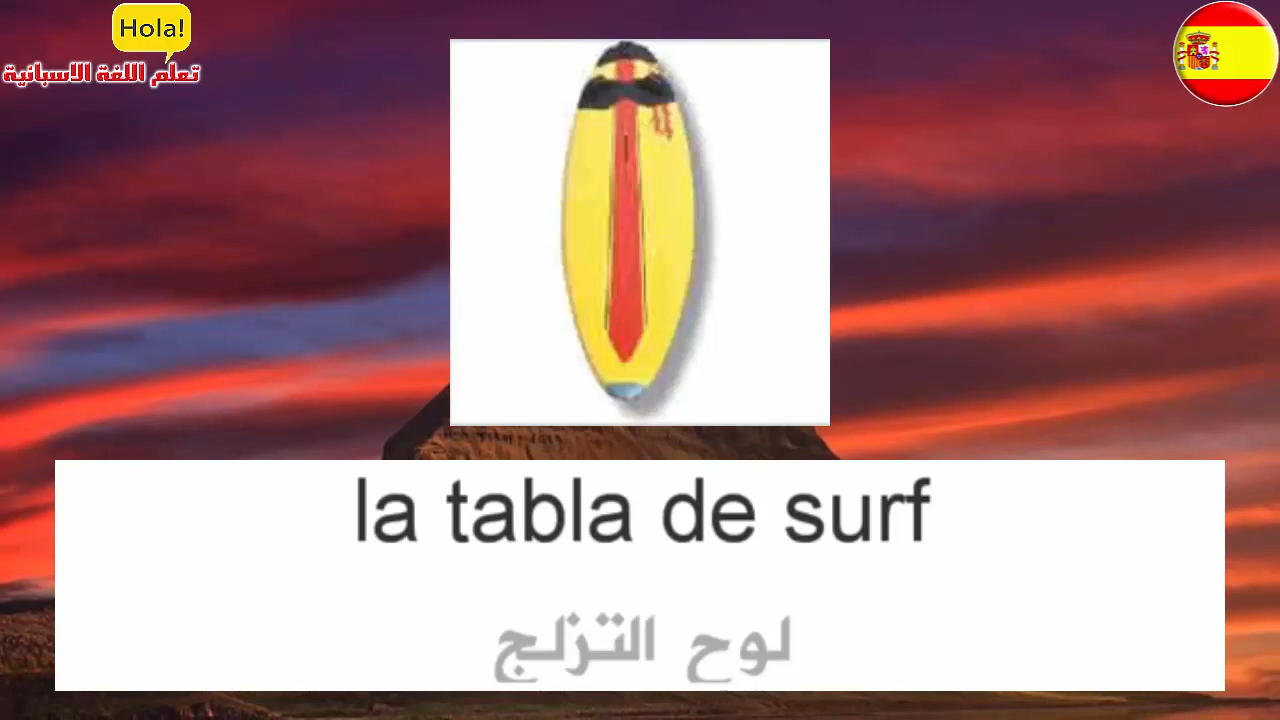 Hola!
تعلم اللغة الاسبانية
la tabla de surf
لوح التزلج